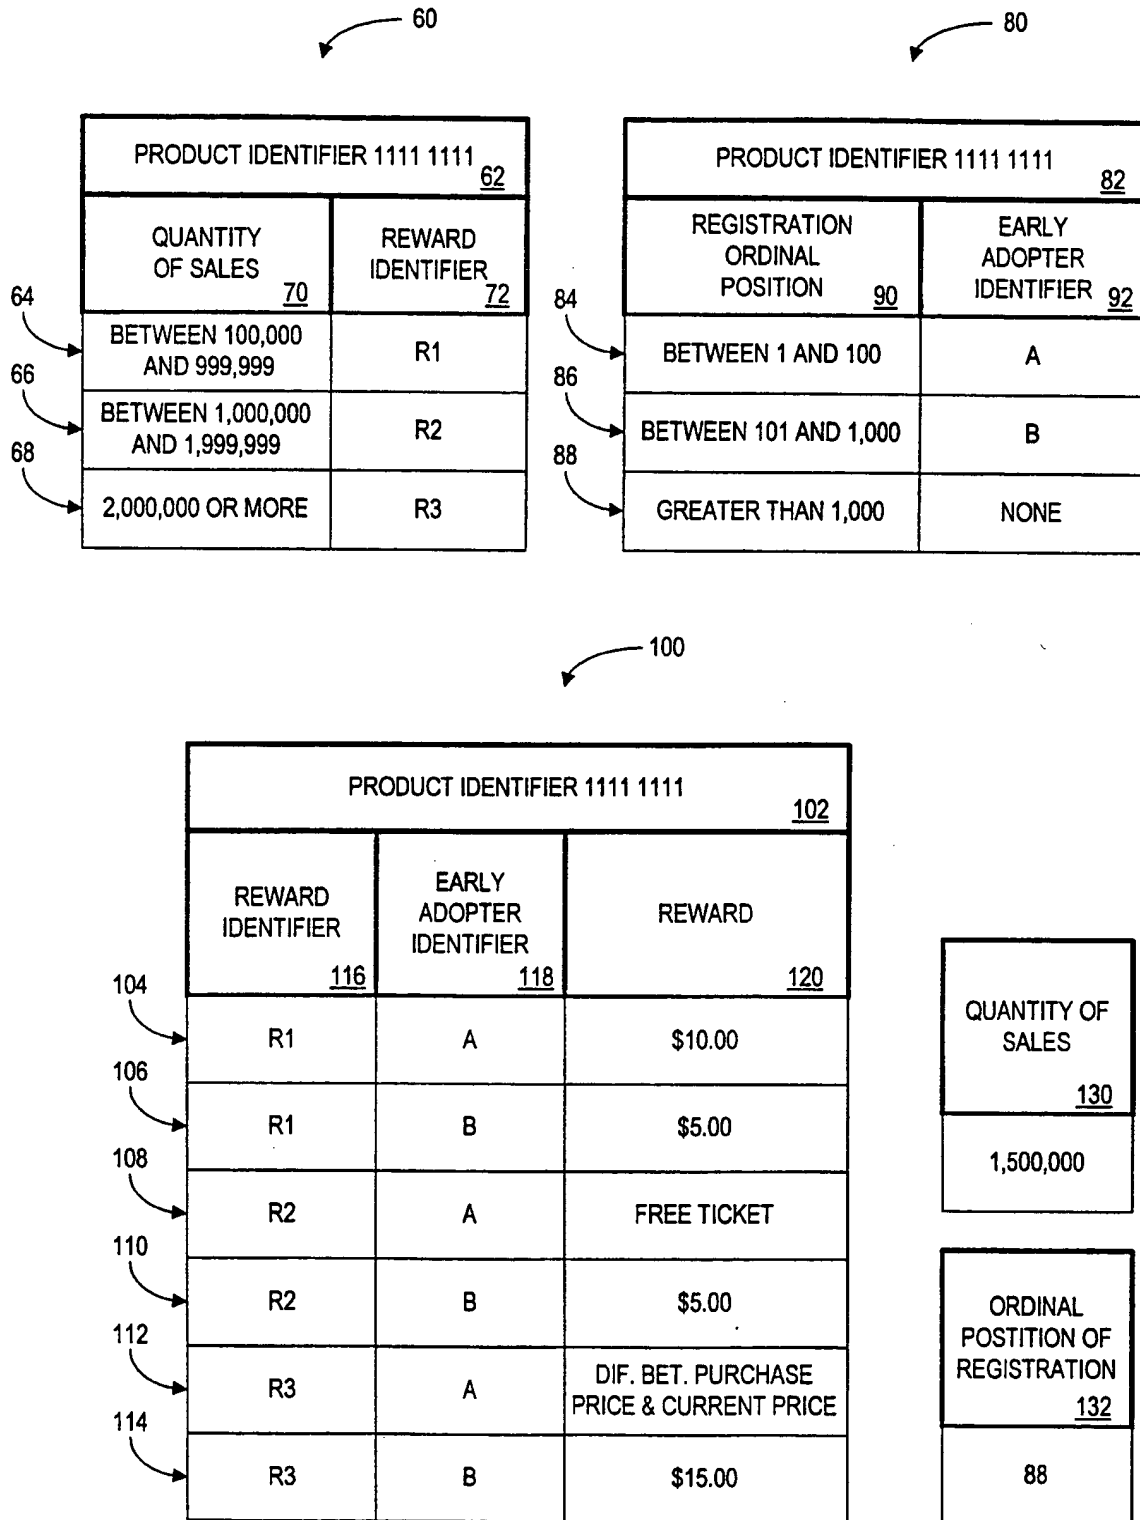 60
80
PRODUCT IDENTIFIER 1111 1111
62
QUANTITY
OF SALES
70
REWARD
IDENTIFIER
72
64
BETWEEN 100,000
AND 999,999
R1
66
BETWEEN 1,000,000
AND 1,999,999
R2
68
2,000,000 OR MORE
R3
PRODUCT IDENTIFIER 1111 1111
82
REGISTRATION
ORDINAL
POSITION
90
EARLY
ADOPTER
IDENTIFIER
92
84
BETWEEN 1 AND 100
A
86
BETWEEN 101 AND 1,000
B
88
GREATER THAN 1,000
NONE
100
PRODUCT IDENTIFIER 1111 1111
102
REWARD
IDENTIFIER
116
EARLY
ADOPTER
IDENTIFIER
118
REWARD
120
104
R1
A
$10.00
106
R1
B
$5.00
108
R2
A
FREE TICKET
110
R2
B
$5.00
112
R3
A
DIF. BET. PURCHASE
PRICE & CURRENT PRICE
114
R3
B
$15.00
QUANTITY OF
SALES
130
1,500,000
ORDINAL
POSTITION OF
REGISTRATION
132
88